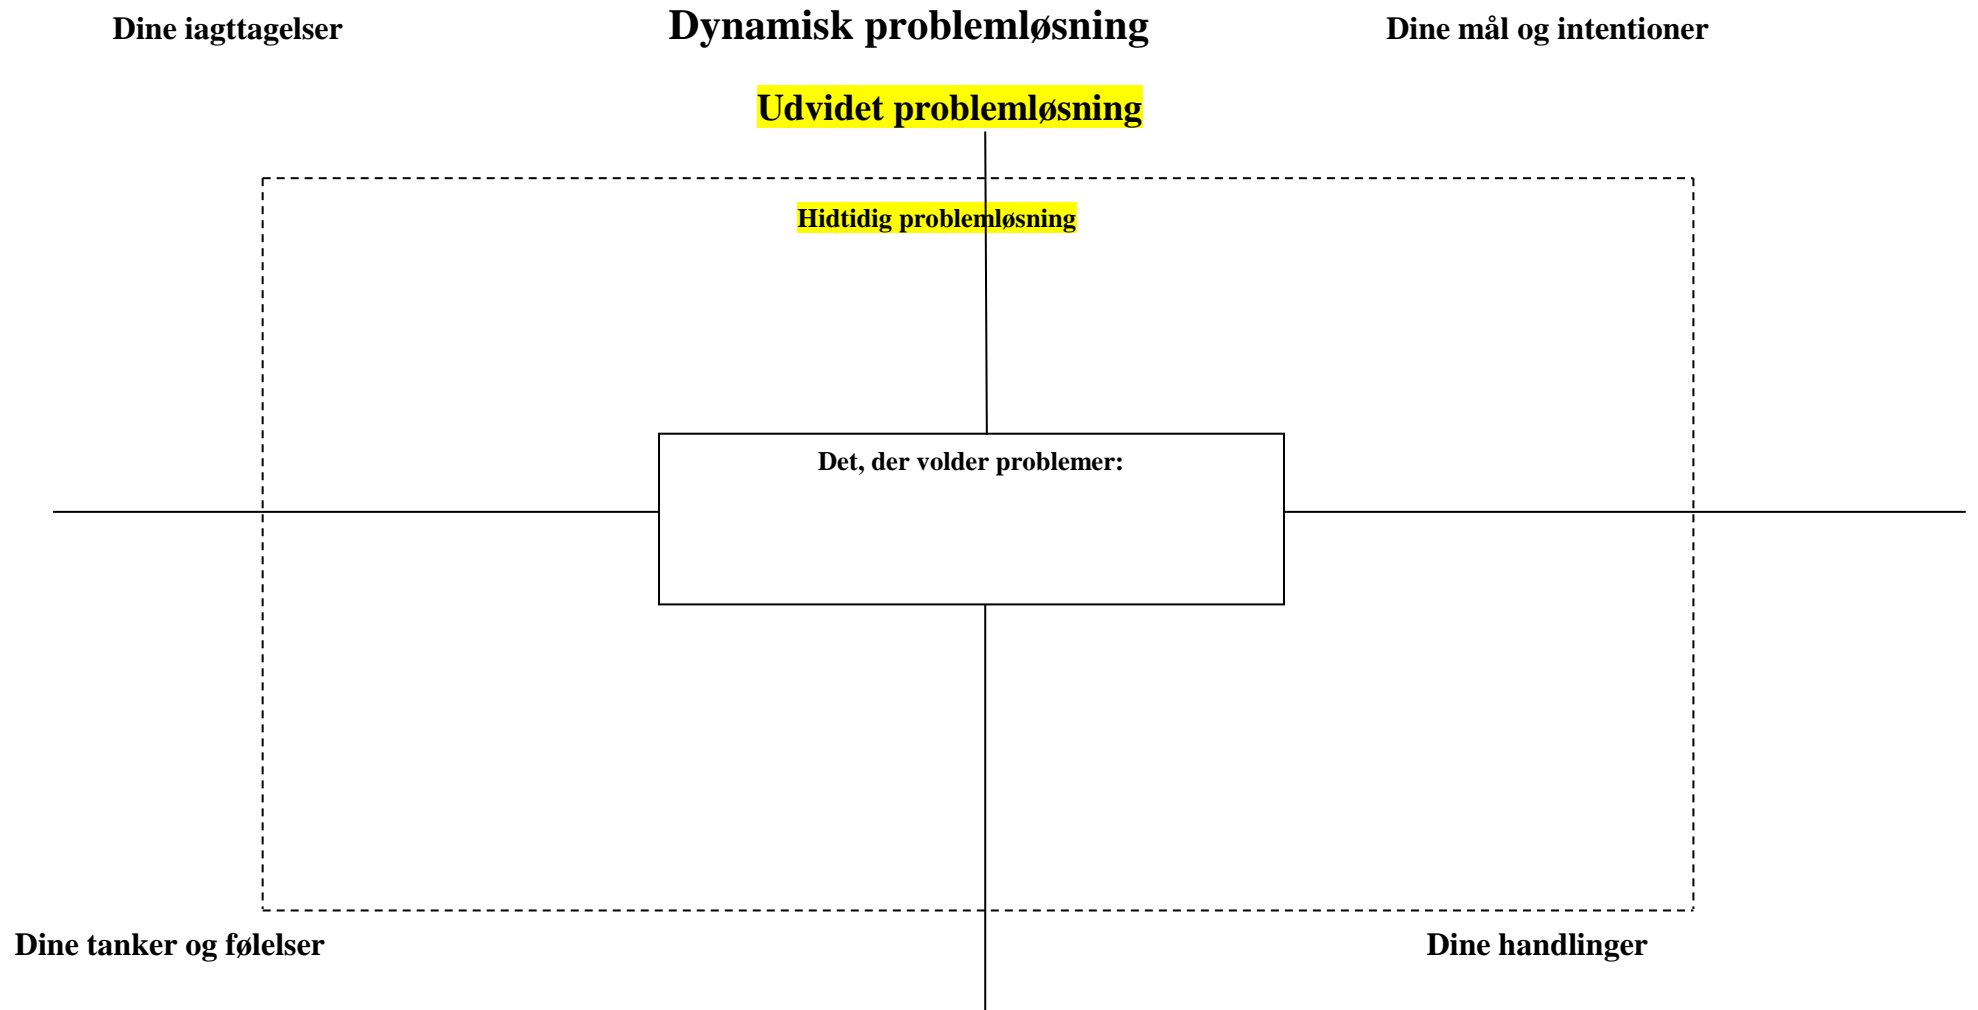 Dine iagttagelser
Dynamisk problemløsning
Dine mål og intentioner
Udvidet problemløsning
Hidtidig problemløsning
Det, der volder problemer:
Dine tanker og følelser
Dine handlinger